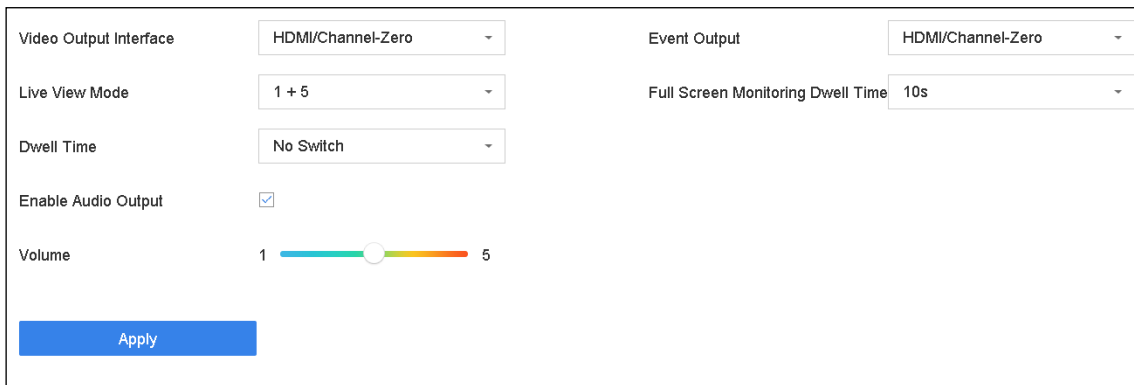 Video Output Interface HDMI/Channel-Zero Event Output HDMI/Channel-Zero
Live View Mode 1 + 5 Full Screen Monitoring Dwell Time 10s
Dwell Time No Switch
Enable Audio Output
Volume 1 5
Apply